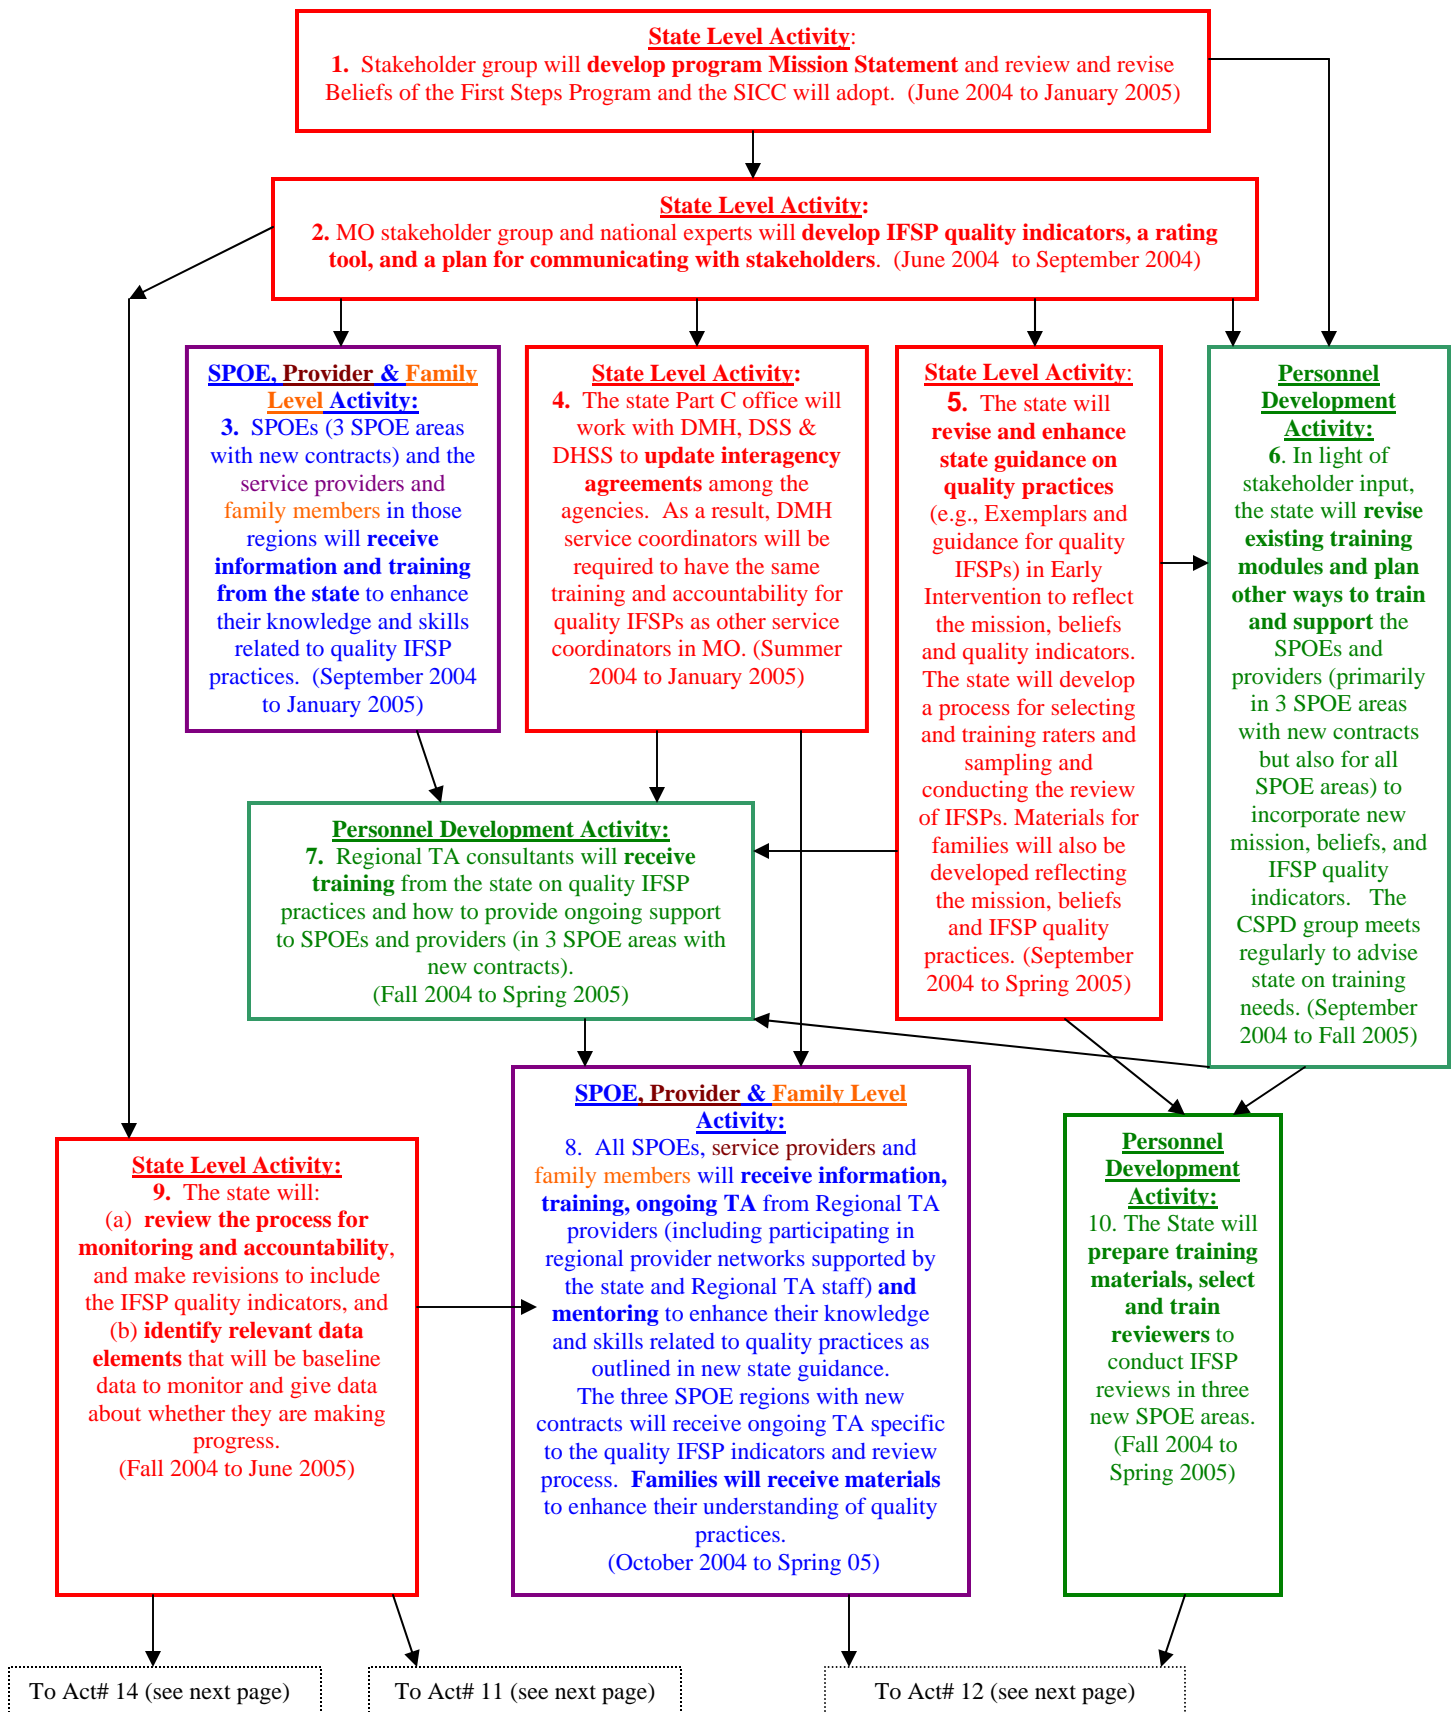 State Level Activity:
1. Stakeholder group will develop program Mission Statement and review and revise
Beliefs of the First Steps Program and the SICC will adopt. (June 2004 to January 2005)
State Level Activity:
2. MO stakeholder group and national experts will develop IFSP quality indicators, a rating
tool, and a plan for communicating with stakeholders. (June 2004 to September 2004)
SPOE, Provider & Family
Level Activity:
3. SPOEs (3 SPOE areas
with new contracts) and the
service providers and
family members in those
regions will receive
information and training
from the state to enhance
their knowledge and skills
related to quality IFSP
practices. (September 2004
to January 2005)
State Level Activity:
4. The state Part C office will
work with DMH, DSS &
DHSS to update interagency
agreements among the
agencies. As a result, DMH
service coordinators will be
required to have the same
training and accountability for
quality IFSPs as other service
coordinators in MO. (Summer
2004 to January 2005)
State Level Activity:
5. The state will
revise and enhance
state guidance on
quality practices
(e.g., Exemplars and
guidance for quality
IFSPs) in Early
Intervention to reflect
the mission, beliefs
and quality indicators.
The state will develop
a process for selecting
and training raters and
sampling and
conducting the review
of IFSPs. Materials for
families will also be
developed reflecting
the mission, beliefs
and IFSP quality
practices. (September
2004 to Spring 2005)
Personnel
Development
Activity:
6. In light of
stakeholder input,
the state will revise
existing training
modules and plan
other ways to train
and support the
SPOEs and
providers (primarily
in 3 SPOE areas
with new contracts
but also for all
SPOE areas) to
incorporate new
mission, beliefs, and
IFSP quality
indicators. The
CSPD group meets
regularly to advise
state on training
needs. (September
2004 to Fall 2005)
Personnel Development Activity:
7. Regional TA consultants will receive
training from the state on quality IFSP
practices and how to provide ongoing support
to SPOEs and providers (in 3 SPOE areas with
new contracts).
(Fall 2004 to Spring 2005)
SPOE, Provider & Family Level
Activity:
8. All SPOEs, service providers and
family members will receive information,
training, ongoing TA from Regional TA
providers (including participating in
regional provider networks supported by
the state and Regional TA staff) and
mentoring to enhance their knowledge
and skills related to quality practices as
outlined in new state guidance.
The three SPOE regions with new
contracts will receive ongoing TA specific
to the quality IFSP indicators and review
process. Families will receive materials
to enhance their understanding of quality
practices.
(October 2004 to Spring 05)
State Level Activity:
9. The state will:
(a) review the process for
monitoring and accountability,
and make revisions to include
the IFSP quality indicators, and
(b) identify relevant data
elements that will be baseline
data to monitor and give data
about whether they are making
progress.
(Fall 2004 to June 2005)
Personnel
Development
Activity:
10. The State will
prepare training
materials, select
and train
reviewers to
conduct IFSP
reviews in three
new SPOE areas.
(Fall 2004 to
Spring 2005)
To Act# 14 (see next page)
To Act# 11 (see next page)
To Act# 12 (see next page)